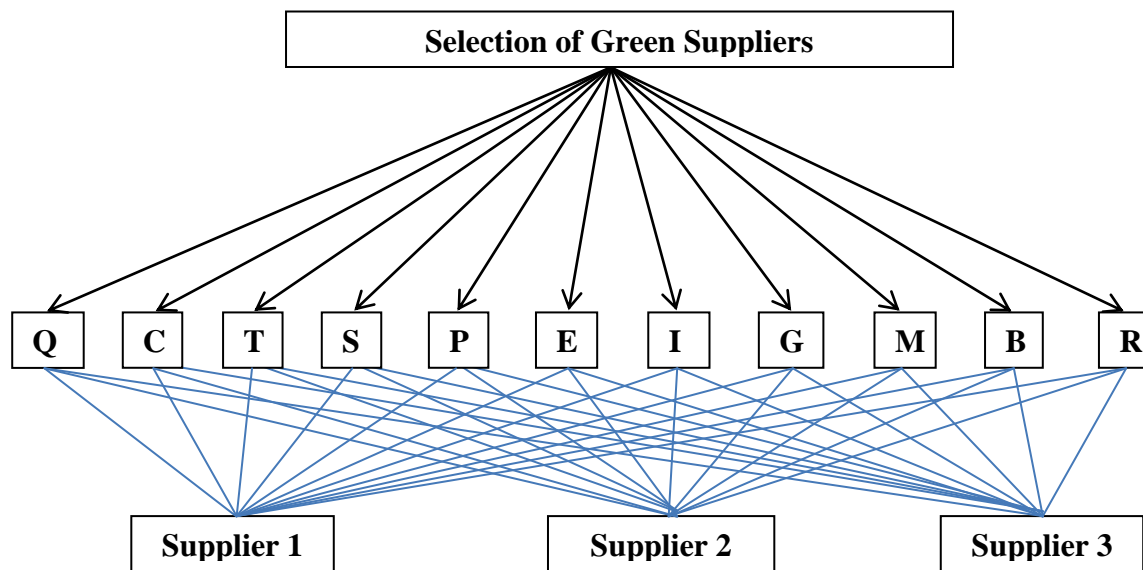 Selection of Green Suppliers
Q C T S P E I G M B R
Supplier 1 Supplier 2 Supplier 3